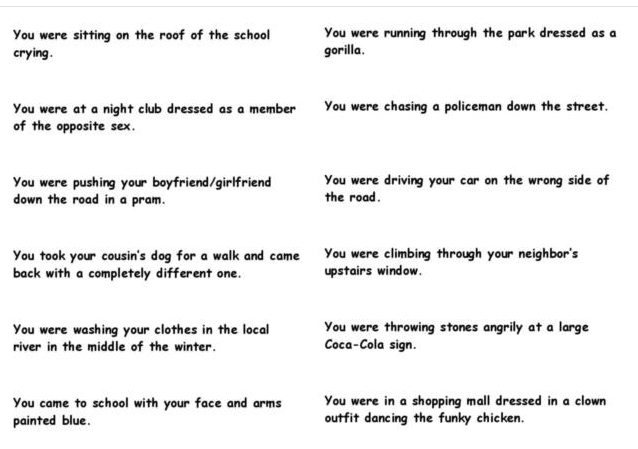 You were sitting on the roof of the school
crying.
You were running through the park dressed as a
gorilla.
You were at a night club dressed as a member
of the opposite sex.
You were chasing a policeman down the street.
You were pushing your boyfriend/girlfriend
down the road in a pram.
You were driving your car on the wrong side of
the road.
You took your cousin's dog for a walk and came
back with a completely different one.
You were climbing through your neighbor's
upstairs window.
You were washing your clothes in the local
river in the middle of the winter.
You were throwing stones angrily at a large
Coca-Cola sign.
You came to school with your face and arms
painted blue.
You were in a shopping mall dressed in a clown
outfit dancing the funky chicken.